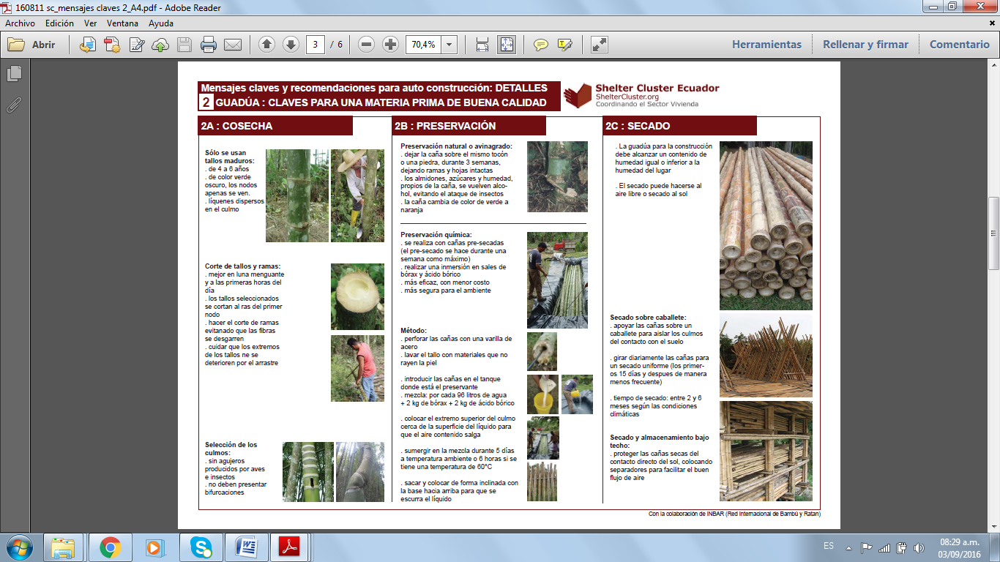 160811 sc_mensajes claves 2_A4.pdf - Adobe Reader
Archivo Edición Ver Ventana Ayuda
Abrir
3 / 6
70,4%
Herramientas
Rellenar y firmar
Comentario
Mensajes claves y recomendaciones para auto construcción: DETALLES
2 GUADÚA : CLAVES PARA UNA MATERIA PRIMA DE BUENA CALIDAD
Shelter Cluster Ecuador
ShelterCluster.org
Coordinando el Sector Vivienda
2A : COSECHA
Sólo se usan
tallos maduros:
. de 4 a 6 años
. de color verde
oscuro, los nodos
apenas se ven.
. líquenes dispersos
en el culmo
Corte de tallos y ramas:
. mejor en luna menguante
y a las primeras horas del
día
. los tallos seleccionados
se cortan al ras del primer
nodo
. hacer el corte de ramas
evitanado que las fibras
se desgarren
. cuidar que los extremos
de los tallos ne se
deterioren por el arrastre
Selección de los
culmos:
. sin agujeros
producidos por aves
e insectos
. no deben presentar
bifurcaciones
2B : PRESERVACIÓN
Preservación natural o avinagrado:
. dejar la caña sobre el mismo tocón
o una piedra, durante 3 semanas,
dejando ramas y hojas intactas
. los almidones, azúcares y humedad,
propios de la caña, se vuelven alco-
hol, evitando el ataque de insectos
. la caña cambia de color de verde a
naranja
Preservación química:
. se realiza con cañas pre-secadas
(el pre-secado se hace durante una
semana como máximo)
. realizar una inmersión en sales de
bórax y ácido bórico
. más eficaz, con menor costo
. más segura para el ambiente
Método:
. perforar las cañas con una varilla de
acero
. lavar el tallo con materiales que no
rayen la piel
. introducir las cañas en el tanque
donde está el preservante
. mezcla: por cada 96 litros de agua
+ 2 kg de bórax + 2 kg de ácido bórico
. colocar el extremo superior del culmo
cerca de la superficie del líquido para
que el aire contenido salga
. sumergir en la mezcla durante 5 días
a temperatura ambiente o 6 horas si se
tiene una temperatura de 60°C
. sacar y colocar de forma inclinada con
la base hacia arriba para que se
escurra el líquido
2C : SECADO
. La guadúa para la construcción
debe alcanzar un contenido de
humedad igual o inferior a la
humedad del lugar
. El secado puede hacerse al
aire libre o secado al sol
Secado sobre caballete:
. apoyar las cañas sobre un
caballete para aislar los culmos
del contacto con el suelo
. girar diariamente las cañas para
un secado uniforme (los primer-
os 15 días y despues de manera
menos frecuente)
. tiempo de secado: entre 2 y 6
meses según las condiciones
climáticas
Secado y almacenamiento bajo
techo:
. proteger las cañas secas del
contacto directo del sol, colocando
separadores para facilitar el buen
flujo de aire
Con la colaboración de INBAR (Red Internacional de Bambú y Ratan)
ES
08:29 a.m.
03/09/2016